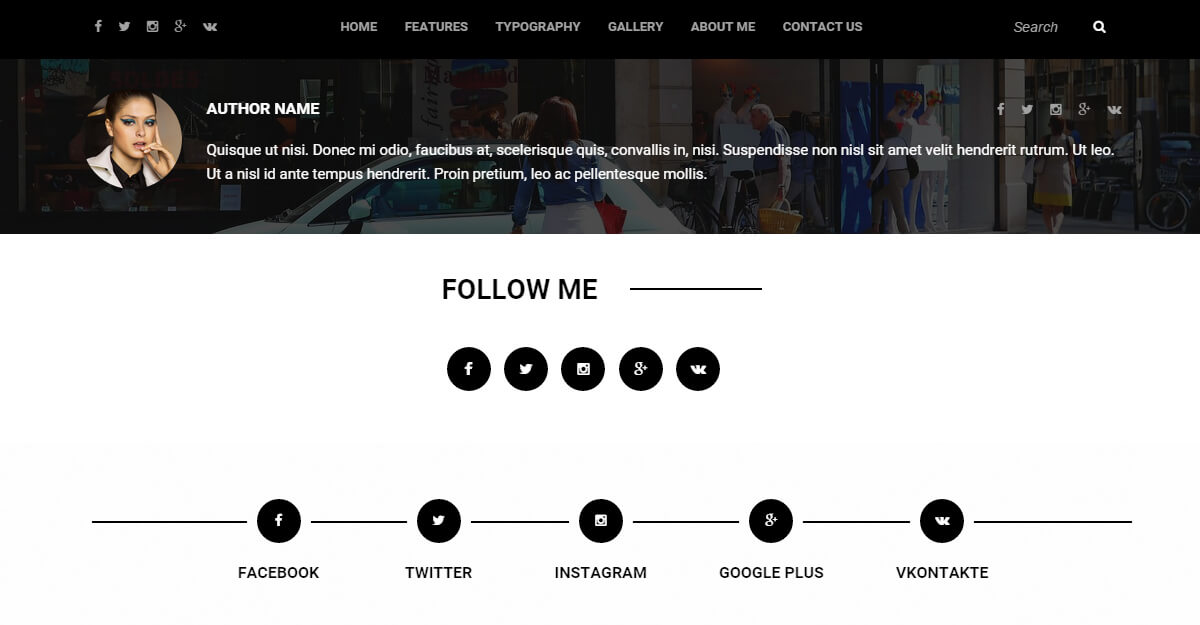 HOME FEATURES TYPOGRAPHY GALLERY ABOUT ME CONTACT US Search
AUTHOR NAME
Quisque ut nisi. Donec mi odio, faucibus at, scelerisque quis, convallis in, nisi. Suspendisse non nisl sit amet velit hendrerit rutrum. Ut leo.
Ut a nisl id ante tempus hendrerit. Proin pretium, leo ac pellentesque mollis.
FOLLOW ME
FACEBOOK TWITTER INSTAGRAM GOOGLE PLUS VKONTAKTE